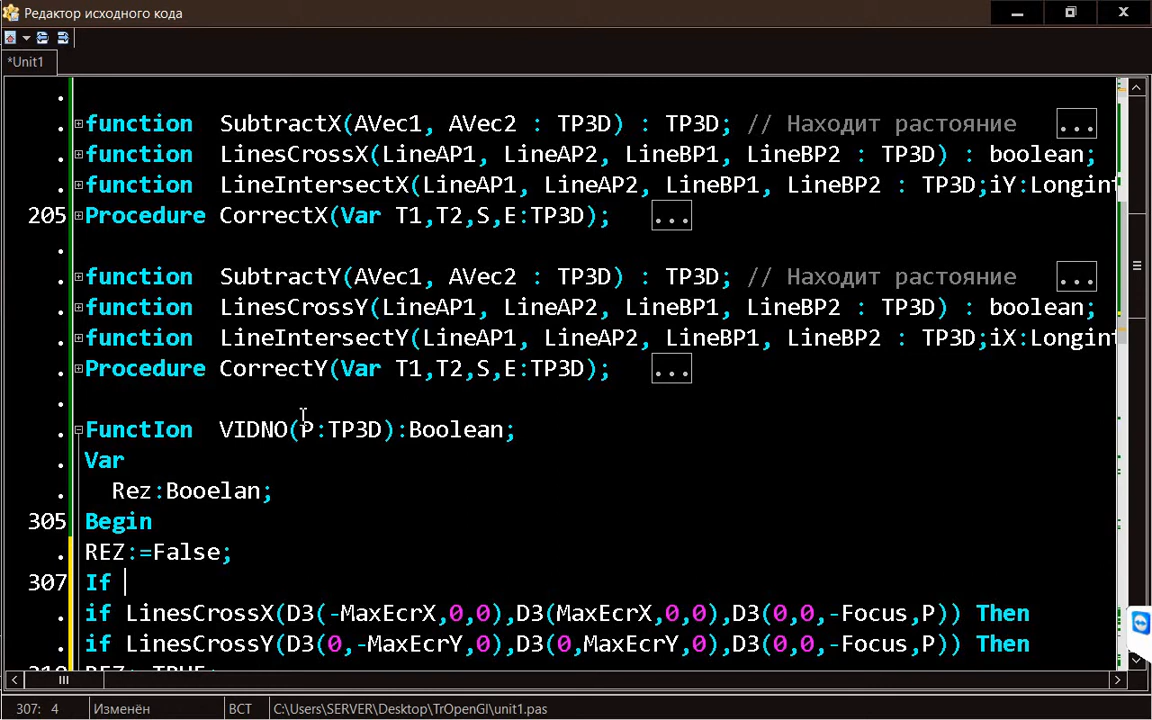 Редактор исходного кода
*Unit1
function SubtractX(AVec1, AVec2 : TP3D) : TP3D; // Находит растояние ...
function LinesCrossX(LineAP1, LineAP2, LineBP1, LineBP2 : TP3D) : boolean;
function LineIntersectX(LineAP1, LineAP2, LineBP1, LineBP2 : TP3D;iY:Longint
205 Procedure CorrectX(Var T1,T2,S,E:TP3D); ...
function SubtractY(AVec1, AVec2 : TP3D) : TP3D; // Находит растояние ...
function LinesCrossY(LineAP1, LineAP2, LineBP1, LineBP2 : TP3D) : boolean;
function LineIntersectY(LineAP1, LineAP2, LineBP1, LineBP2 : TP3D;iX:Longint
Procedure CorrectY(Var T1,T2,S,E:TP3D); ...
FunctIon VIDNO(P:TP3D):Boolean;
Var
Rez:Booelan;
305 Begin
REZ:=False;
307 If
if LinesCrossX(D3(-MaxEcrX,0,0),D3(MaxEcrX,0,0),D3(0,0,-Focus,P)) Then
if LinesCrossY(D3(0,-MaxEcrY,0),D3(0,MaxEcrY,0),D3(0,0,-Focus,P)) Then
310 REZ:=TRUE;
307: 4 Изменён ВСТ C:\Users\SERVER\Desktop\TrOpenGl\unit1.pas